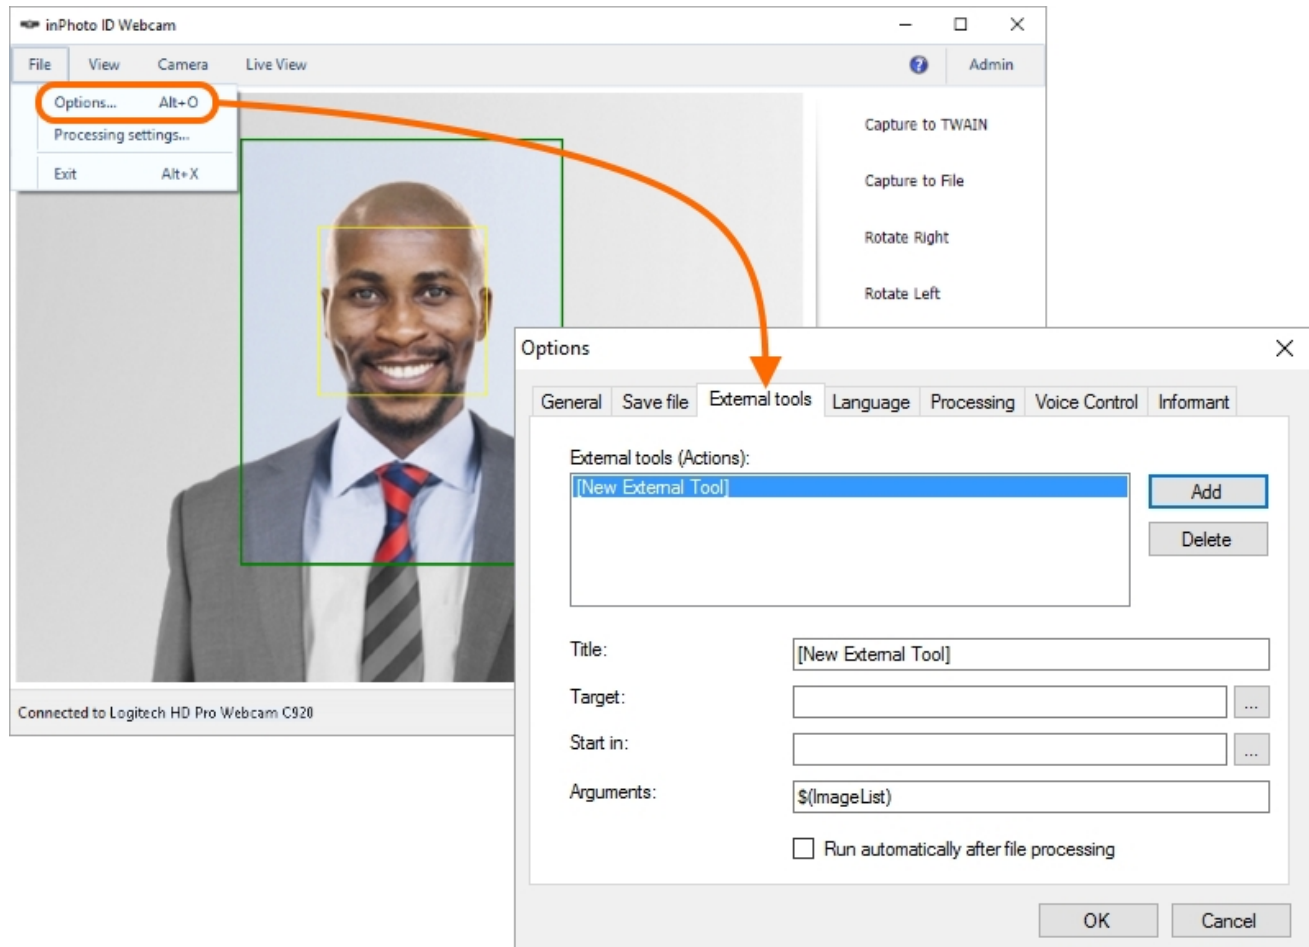 inPhoto ID Webcam
File View Camera Live View Admin
Options... Alt+O
Processing settings...
Exit Alt+X
Capture to TWAIN
Capture to File
Rotate Right
Rotate Left
Connected to Logitech HD Pro Webcam C920
Options
General Save file External tools Language Processing Voice Control Informant
External tools (Actions):
[New External Tool]
Add
Delete
Title: [New External Tool]
Target: ...
Start in: ...
Arguments: $(ImageList)
Run automatically after file processing
OK Cancel